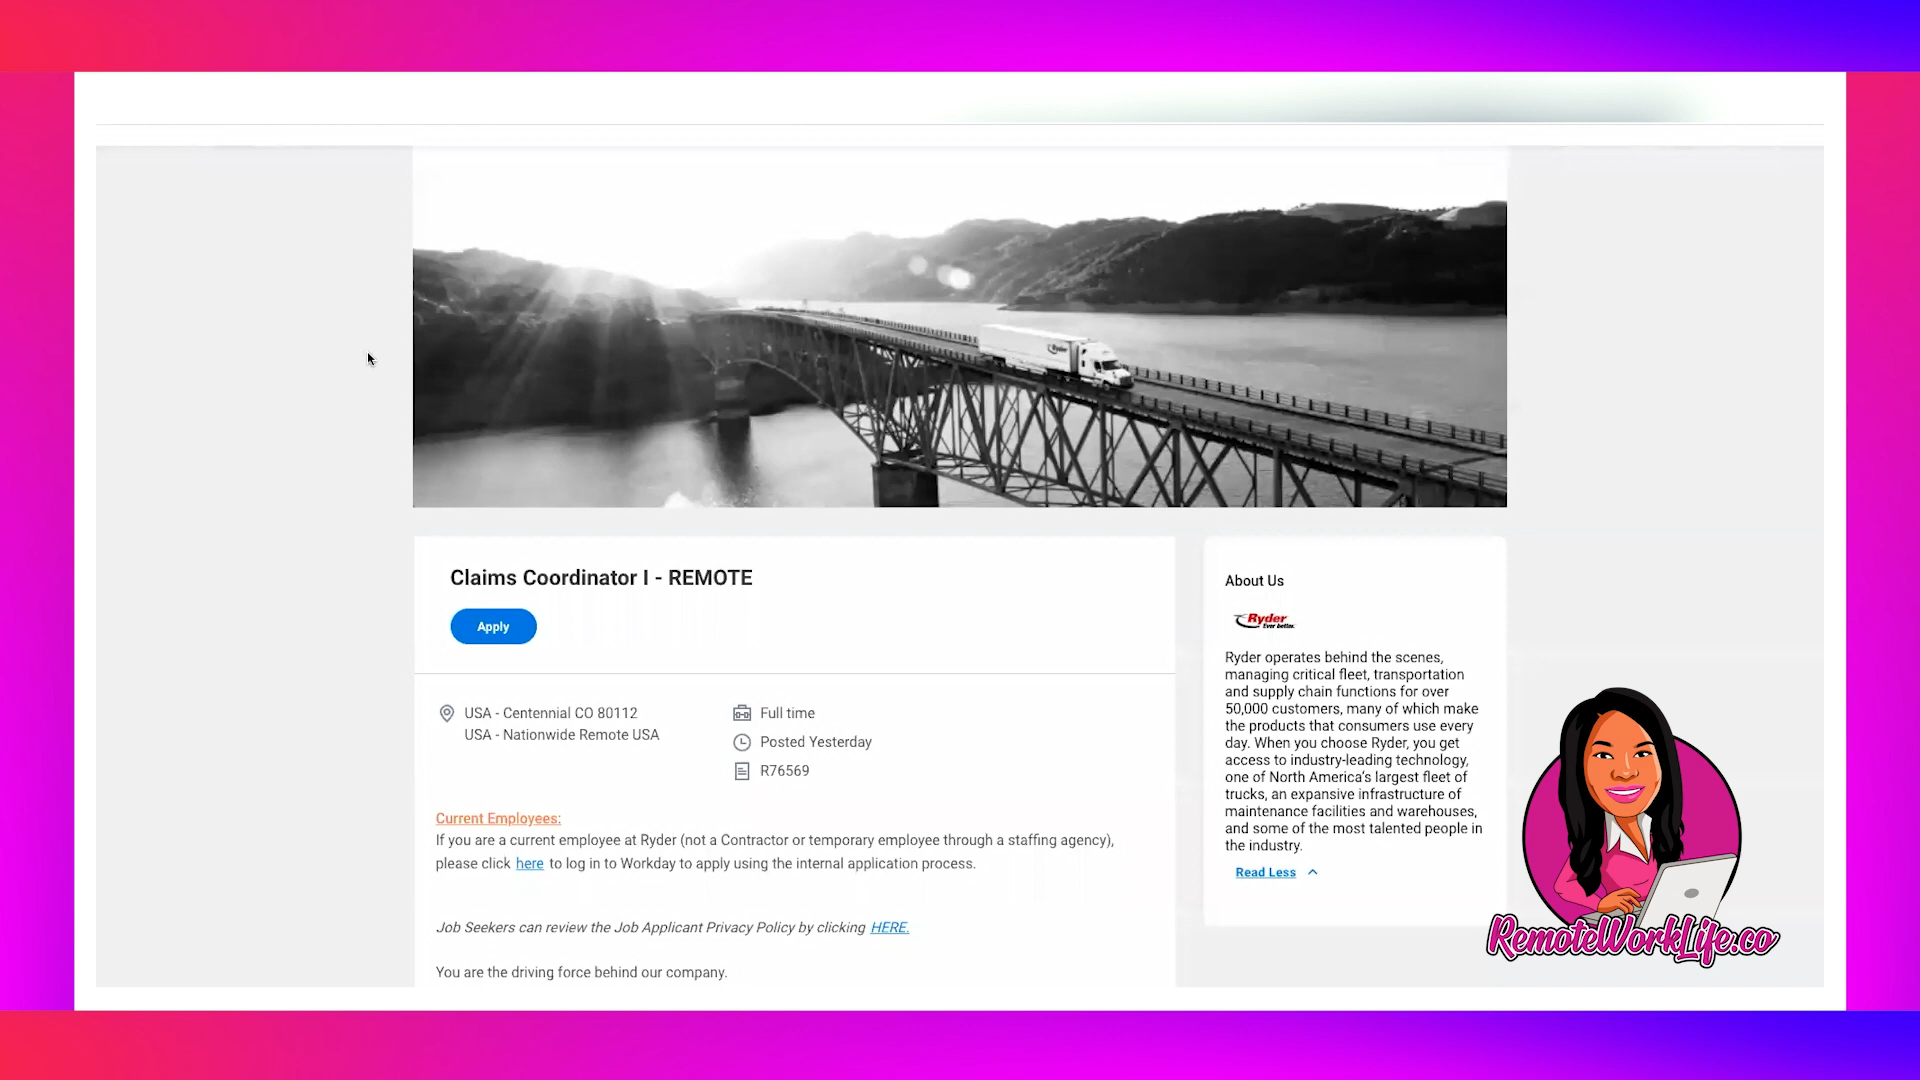 Ryder
Claims Coordinator I - REMOTE
Apply
USA - Centennial CO 80112
USA - Nationwide Remote USA
Full time
Posted Yesterday
R76569
Current Employees:
If you are a current employee at Ryder (not a Contractor or temporary employee through a staffing agency),
please click here to log in to Workday to apply using the internal application process.
Job Seekers can review the Job Applicant Privacy Policy by clicking HERE.
You are the driving force behind our company.
About Us
Ryder
Ever better.
Ryder operates behind the scenes,
managing critical fleet, transportation
and supply chain functions for over
50,000 customers, many of which make
the products that consumers use every
day. When you choose Ryder, you get
access to industry-leading technology,
one of North America's largest fleet of
trucks, an expansive infrastructure of
maintenance facilities and warehouses,
and some of the most talented people in
the industry.
Read Less
RemoteWorkLife.co